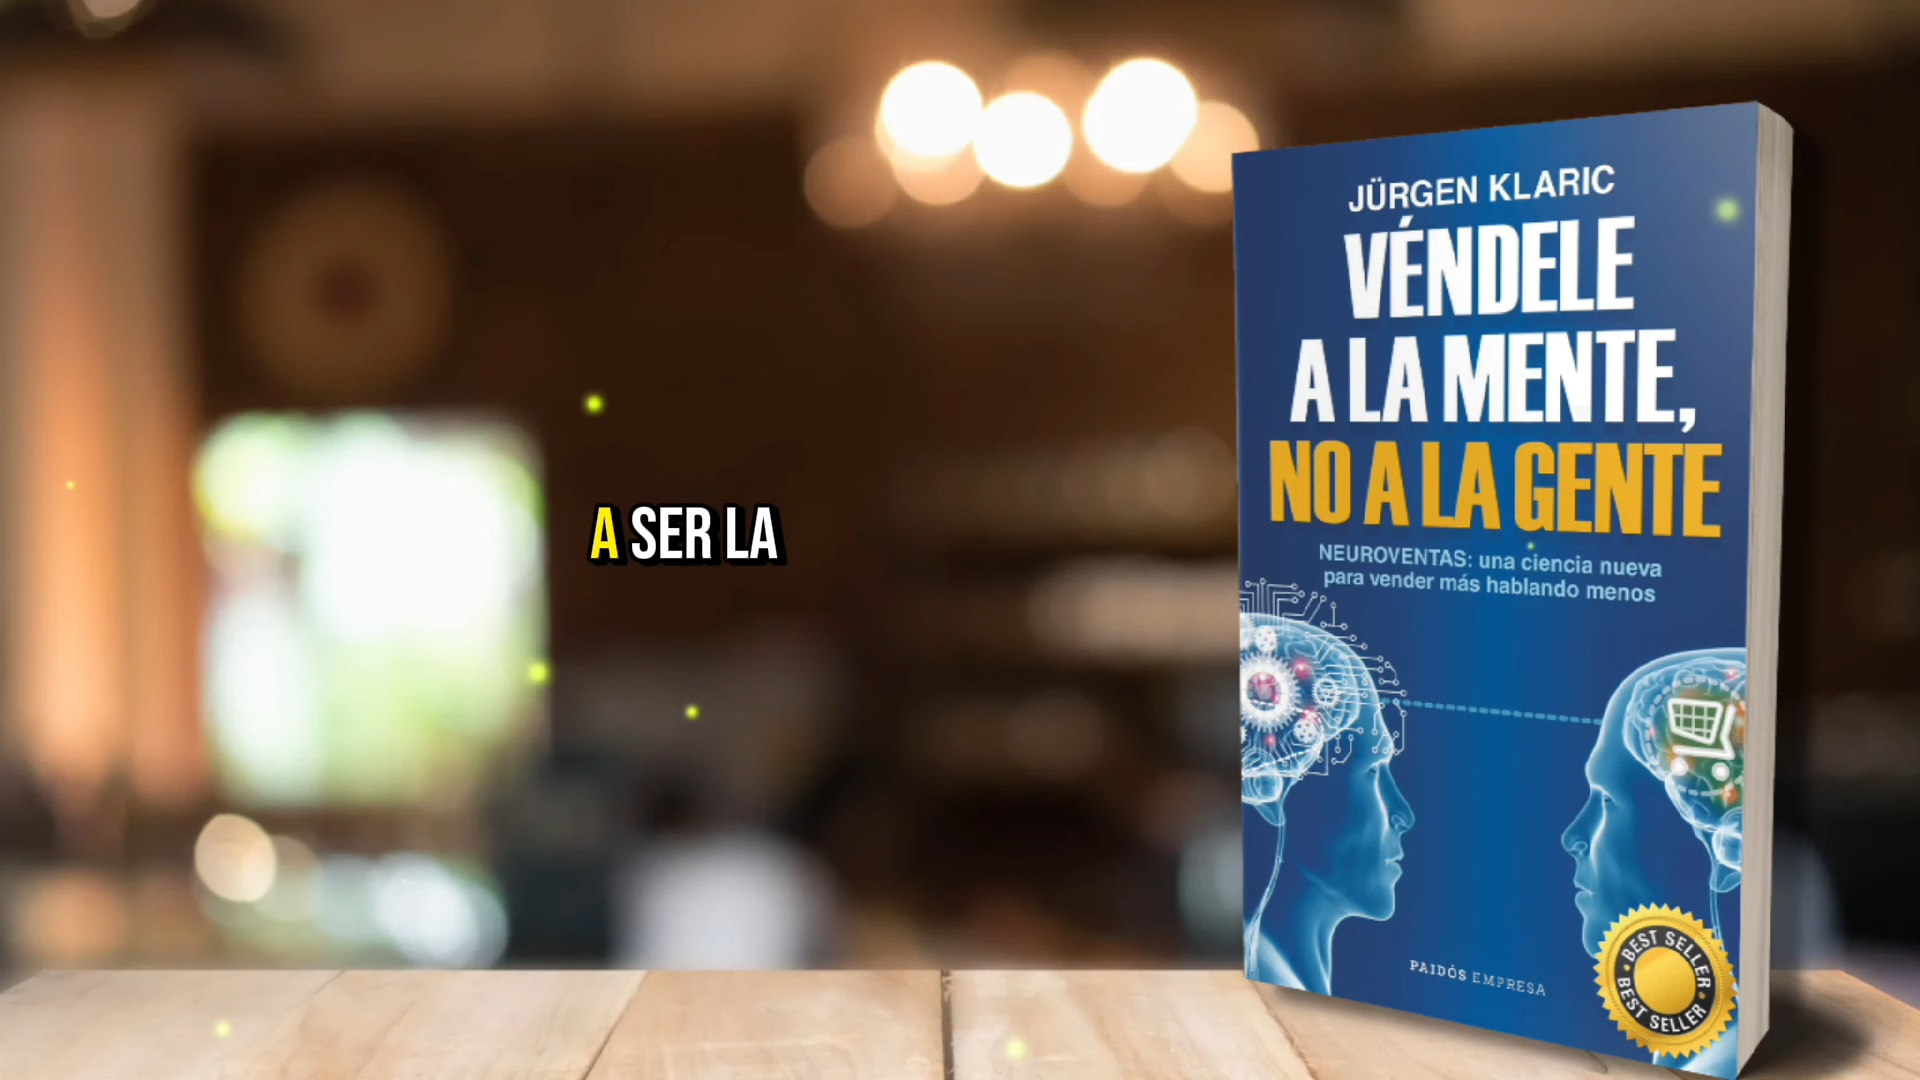 A SER LA
JÜRGEN KLARIC
VÉNDELE
A LA MENTE,
NO A LA GENTE
NEUROVENTAS: una ciencia nueva
para vender más hablando menos
PAIDÓS EMPRESA
BEST SELLER
BEST SELLER